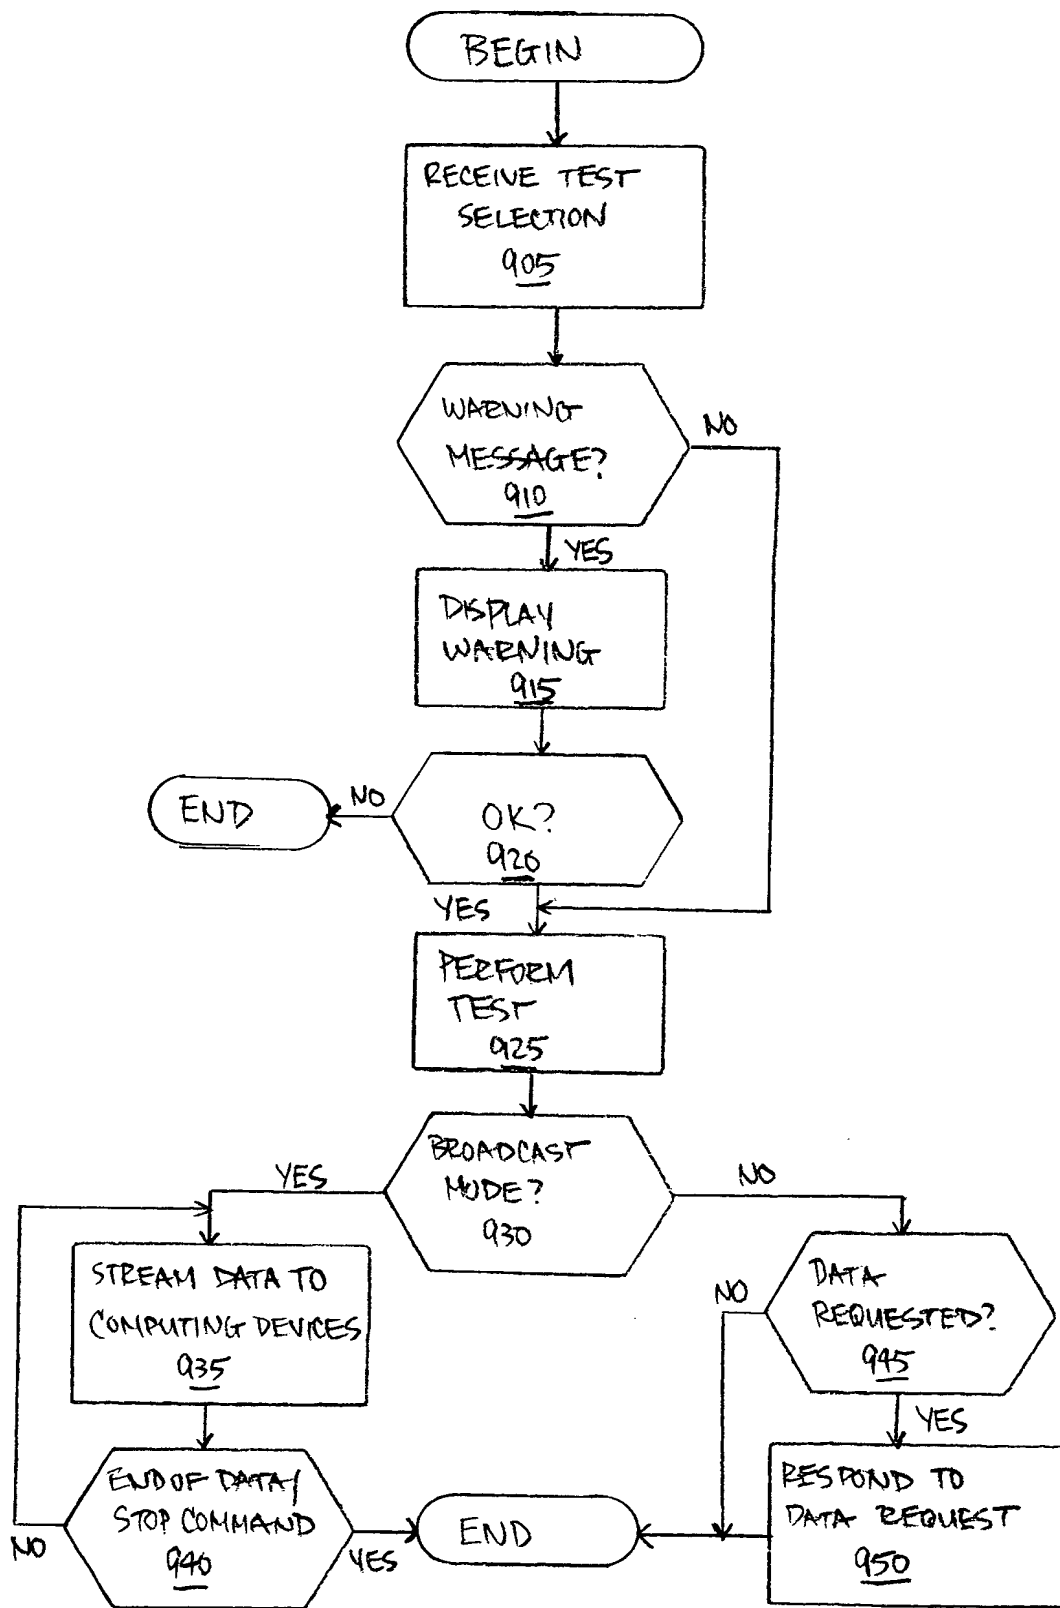 BEGIN
RECEIVE TEST
SELECTION
905
WARNING
MESSAGE?
910
NO
YES
DISPLAY
WARNING
915
END
NO
OK?
920
YES
PERFORM
TEST
925
BROADCAST
MODE?
930
YES
NO
STREAM DATA TO
COMPUTING DEVICES
935
DATA
REQUESTED?
945
NO
YES
END OF DATA/
STOP COMMAND
940
NO
YES
END
RESPOND TO
DATA REQUEST
950